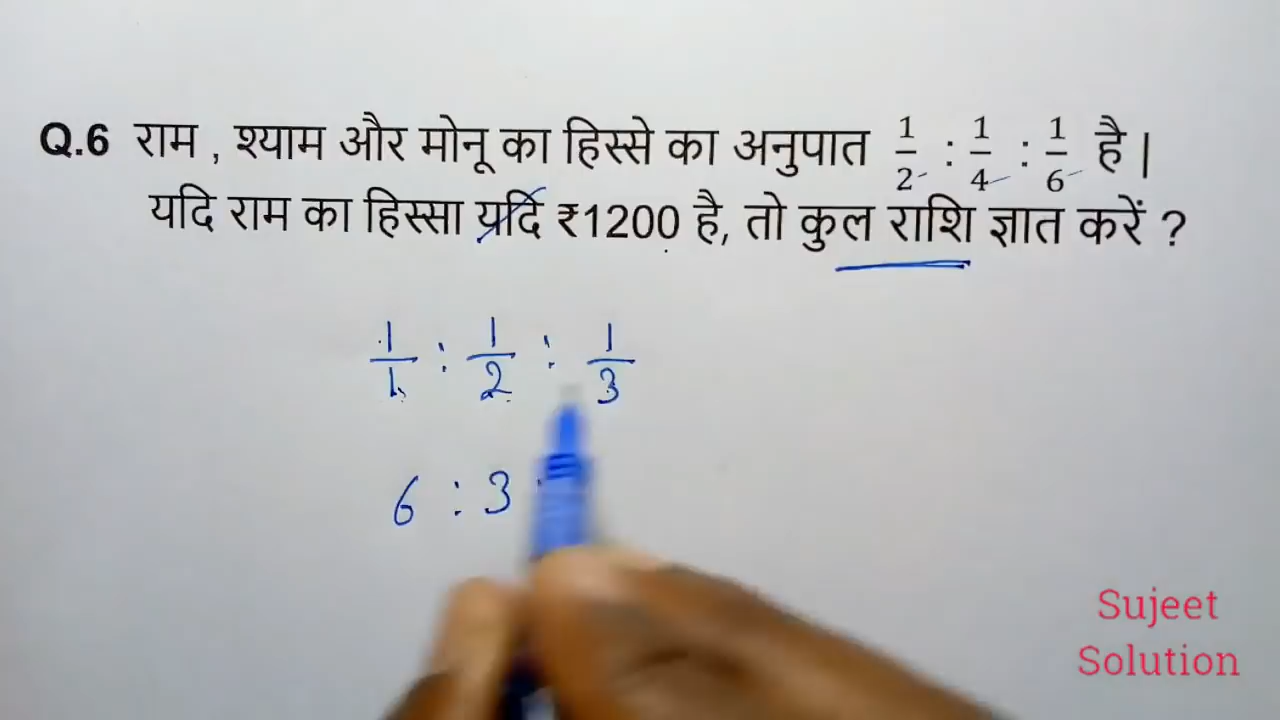 Q.6 राम , श्याम और मोनू का हिस्से का अनुपात 1/2 : 1/4 : 1/6 है |
यदि राम का हिस्सा यदि ₹1200 है, तो कुल राशि ज्ञात करें ?
1/1 : 1/2 : 1/3
6 : 3
Sujeet
Solution